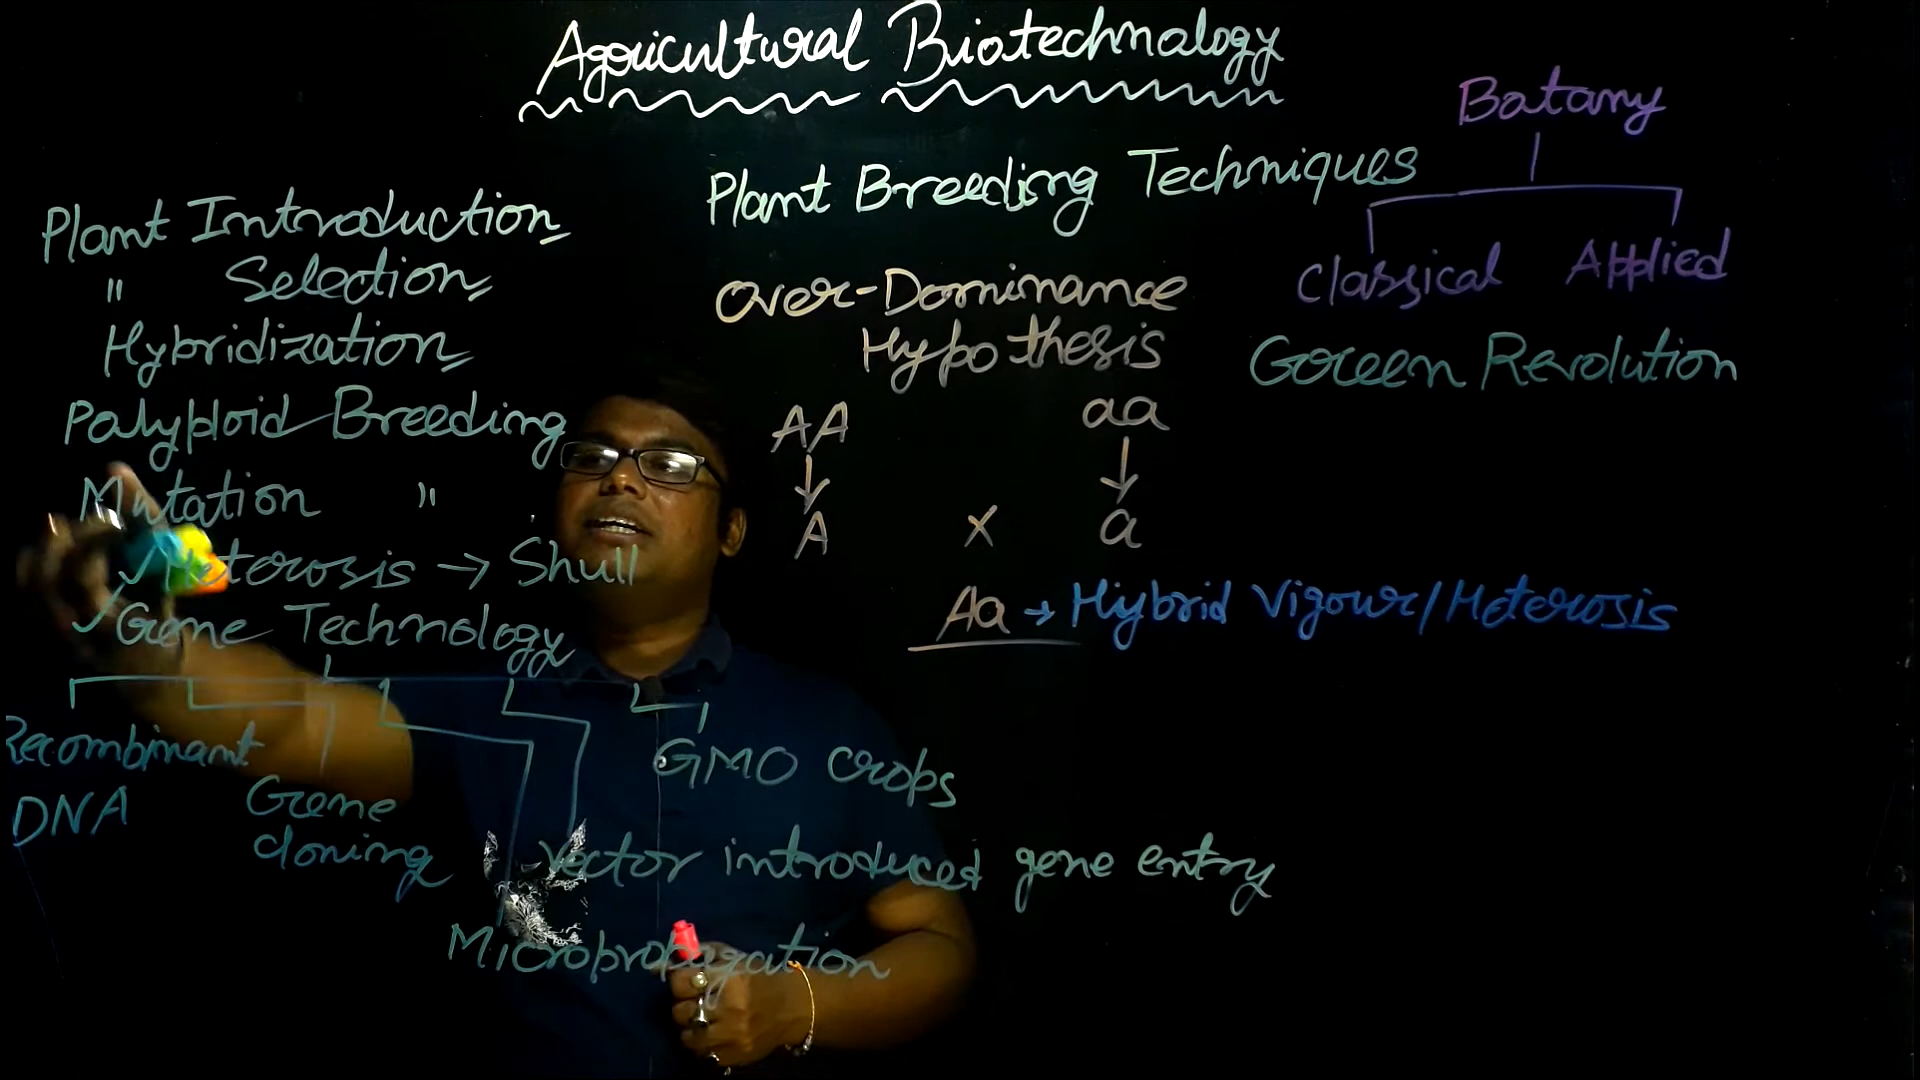 Agricultural Biotechnology
Plant Breeding Techniques
Plant Introduction
" Selection
Hybridization
Polyploid Breeding
Mutation "
✓ Heterosis → Shull
✓ Gene Technology
Recombinant
DNA
Gene
cloning
Micropropagation
Vector introduced gene entry
GMO crops
Over-Dominance
Hypothesis
AA aa
↓ ↓
A x a
Aa → Hybrid Vigour/Heterosis
Botany
Classical Applied
Green Revolution